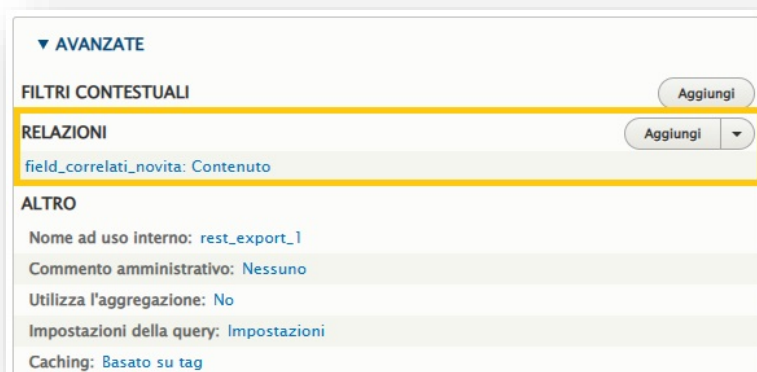 ▼ AVANZATE
FILTRI CONTESTUALI Aggiungi
RELAZIONI Aggiungi
field_correlati_novita: Contenuto
ALTRO
Nome ad uso interno: rest_export_1
Commento amministrativo: Nessuno
Utilizza l'aggregazione: No
Impostazioni della query: Impostazioni
Caching: Basato su tag